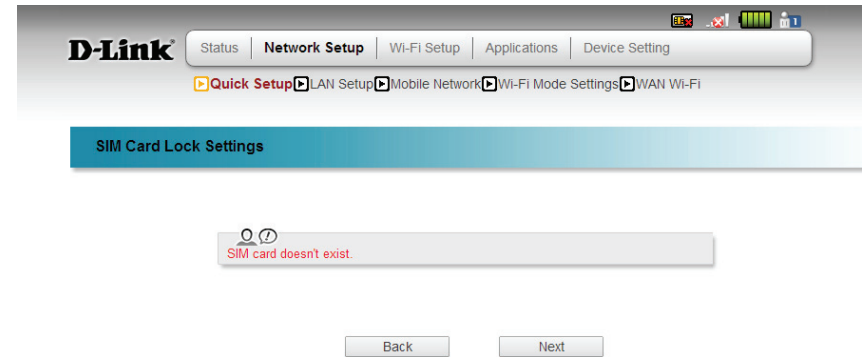 1
D-Link
Status Network Setup Wi-Fi Setup Applications Device Setting
Quick Setup LAN Setup Mobile Network Wi-Fi Mode Settings WAN Wi-Fi
SIM Card Lock Settings
SIM card doesn't exist.
Back Next